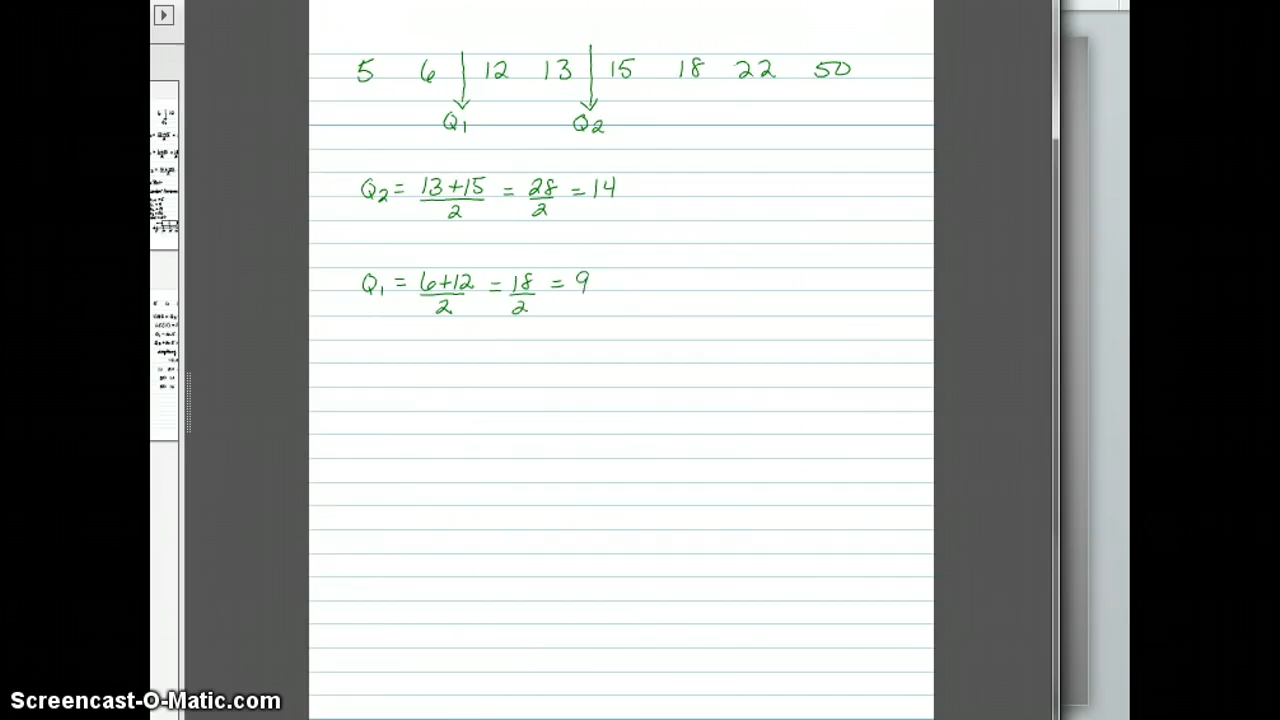 5 6 12 13 15 18 22 50
Q1 Q2
Q2 = 13+15/2 = 28/2 = 14
Q1 = 6+12/2 = 18/2 = 9
Screencast-O-Matic.com